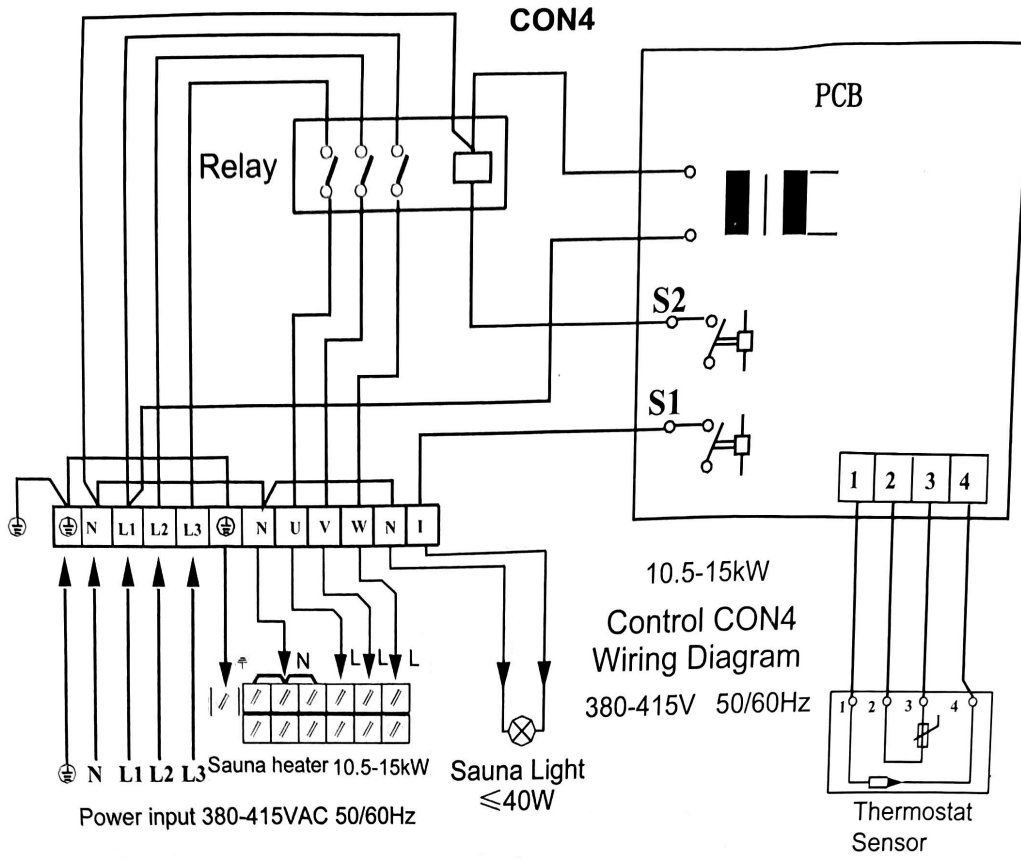 CON4
PCB
Relay
S2
S1
1 2 3 4
N L1 L2 L3 N U V W N I
10.5-15kW
Control CON4
Wiring Diagram
380-415V 50/60Hz
N L L L
1 2 3 4
N L1 L2 L3
Sauna heater 10.5-15kW
Sauna Light
≤40W
Power input 380-415VAC 50/60Hz
Thermostat
Sensor